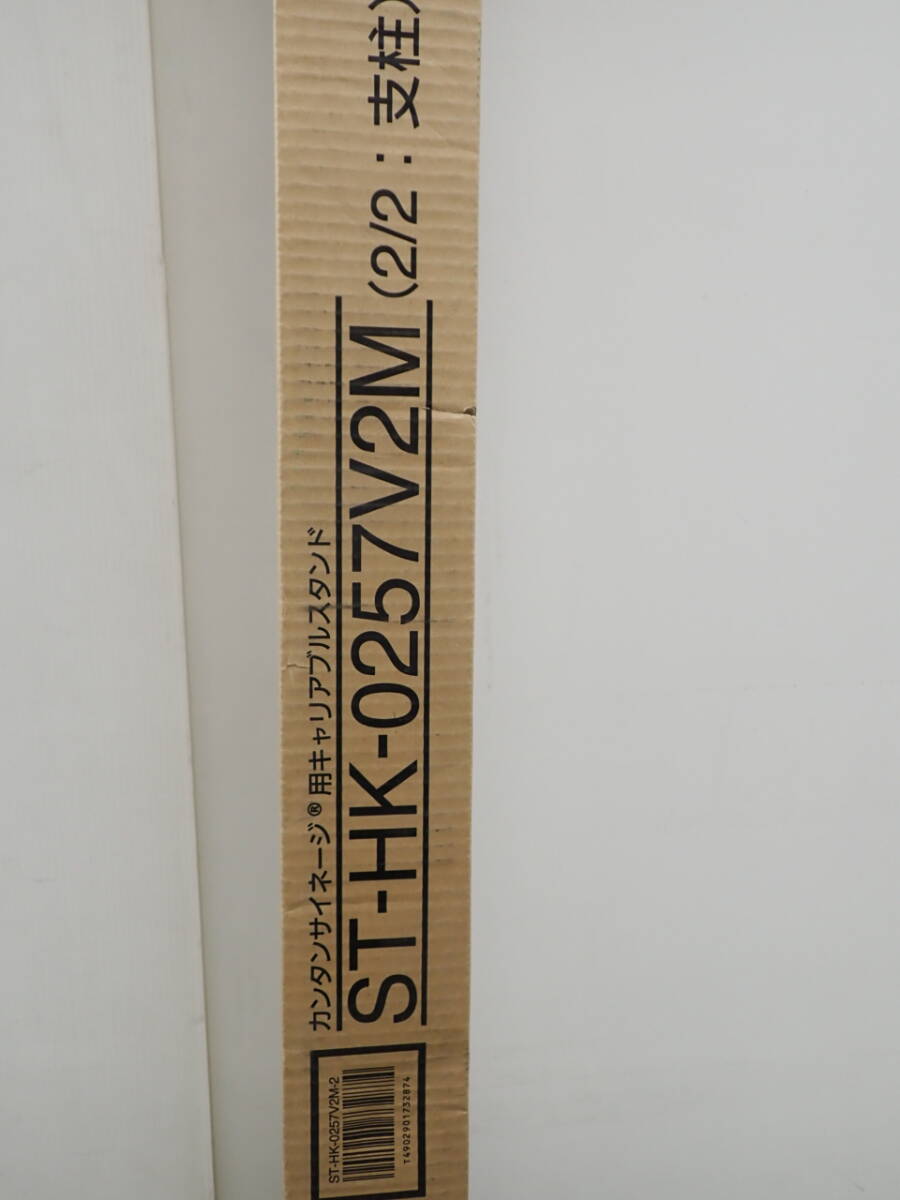 カンタンサイネージ®用キャリアブルスタンド
ST-HK-0257V2M(2/2：支柱)
ST-HK-0257V2M-2
T4902901732874